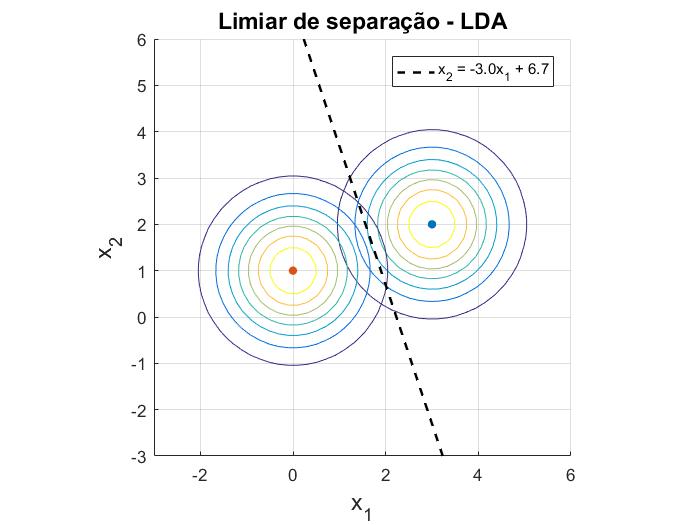 Limiar de separação - LDA
x₂ = -3.0x₁ + 6.7
6
5
4
3
2
1
0
-1
-2
-3
x₂
-2 0 2 4 6
x₁